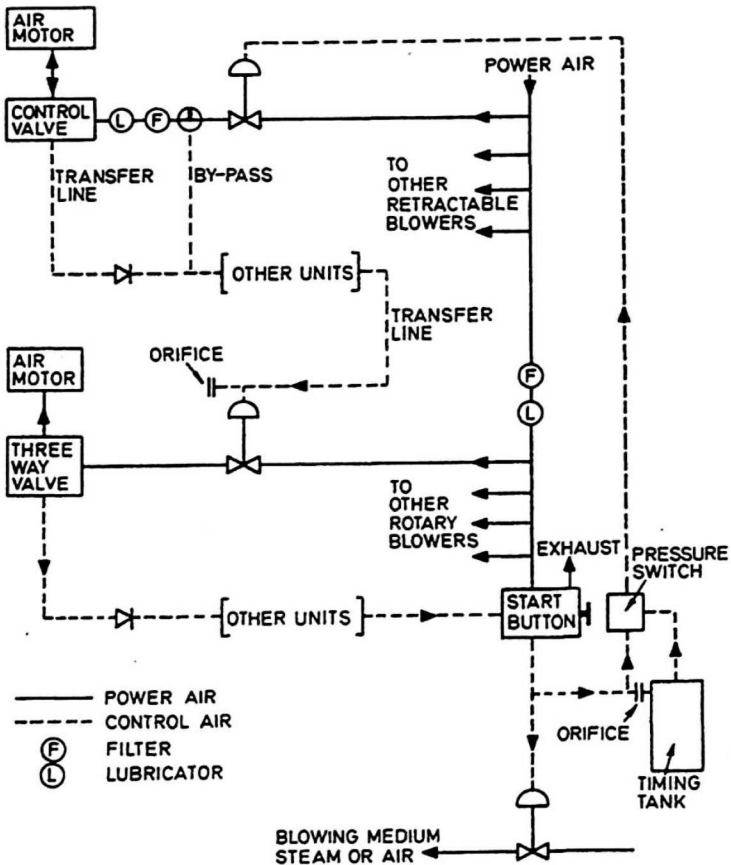 AIR
MOTOR
CONTROL
VALVE
L
F
POWER AIR
TRANSFER
LINE
BY-PASS
TO
OTHER
RETRACTABLE
BLOWERS
OTHER UNITS
TRANSFER
LINE
ORIFICE
AIR
MOTOR
F
L
THREE
WAY
VALVE
TO
OTHER
ROTARY
BLOWERS
EXHAUST
PRESSURE
SWITCH
START
BUTTON
OTHER UNITS
POWER AIR
CONTROL AIR
F FILTER
L LUBRICATOR
ORIFICE
TIMING
TANK
BLOWING MEDIUM
STEAM OR AIR